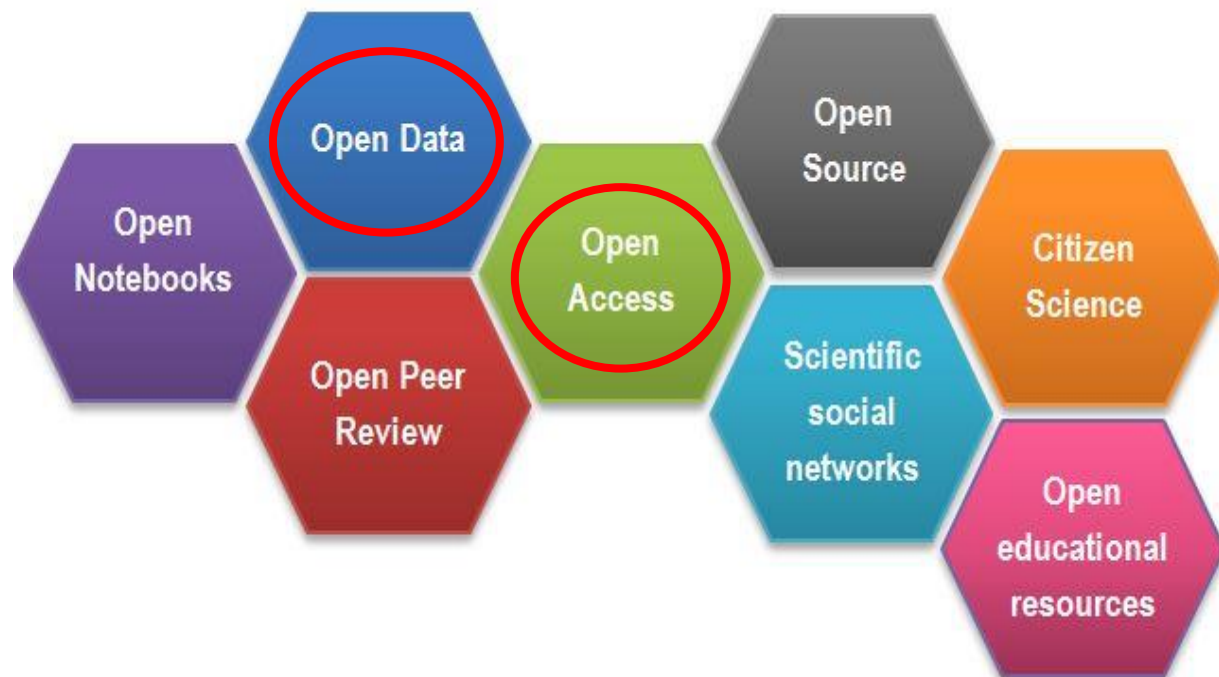 Open
Notebooks
Open Data
Open Peer
Review
Open
Access
Open
Source
Scientific
social
networks
Citizen
Science
Open
educational
resources